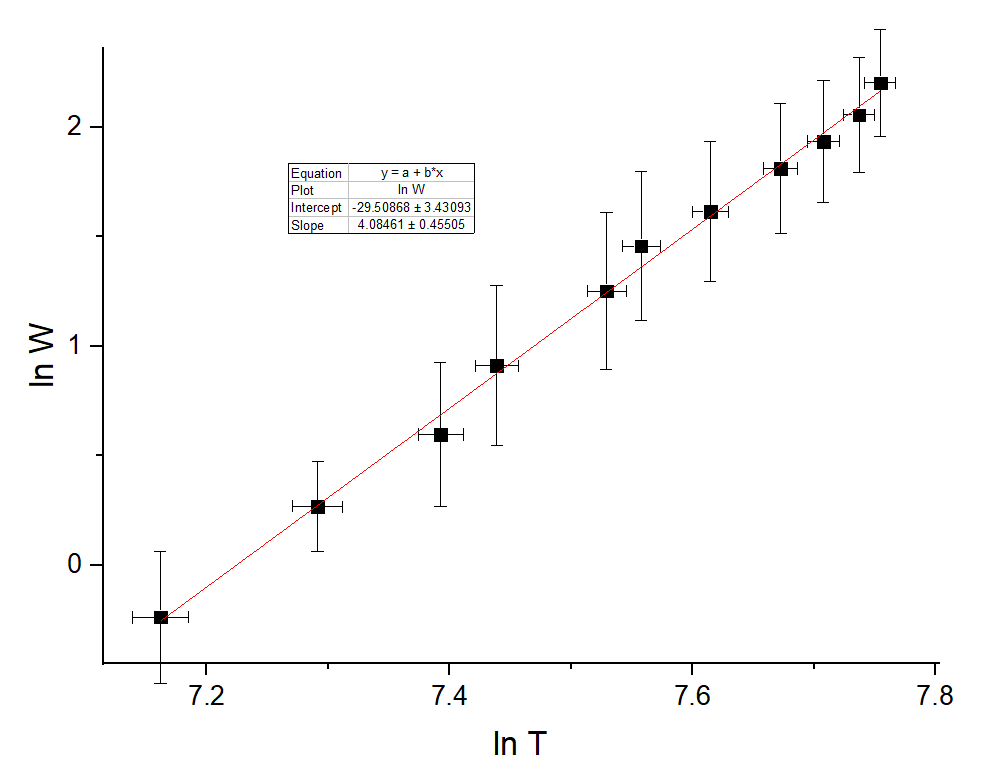 2
Equation y = a + b*x
Plot ln W
Intercept -29.50868 ± 3.43093
Slope 4.08461 ± 0.45505
1
ln W
0
7.2 7.4 7.6 7.8
ln T